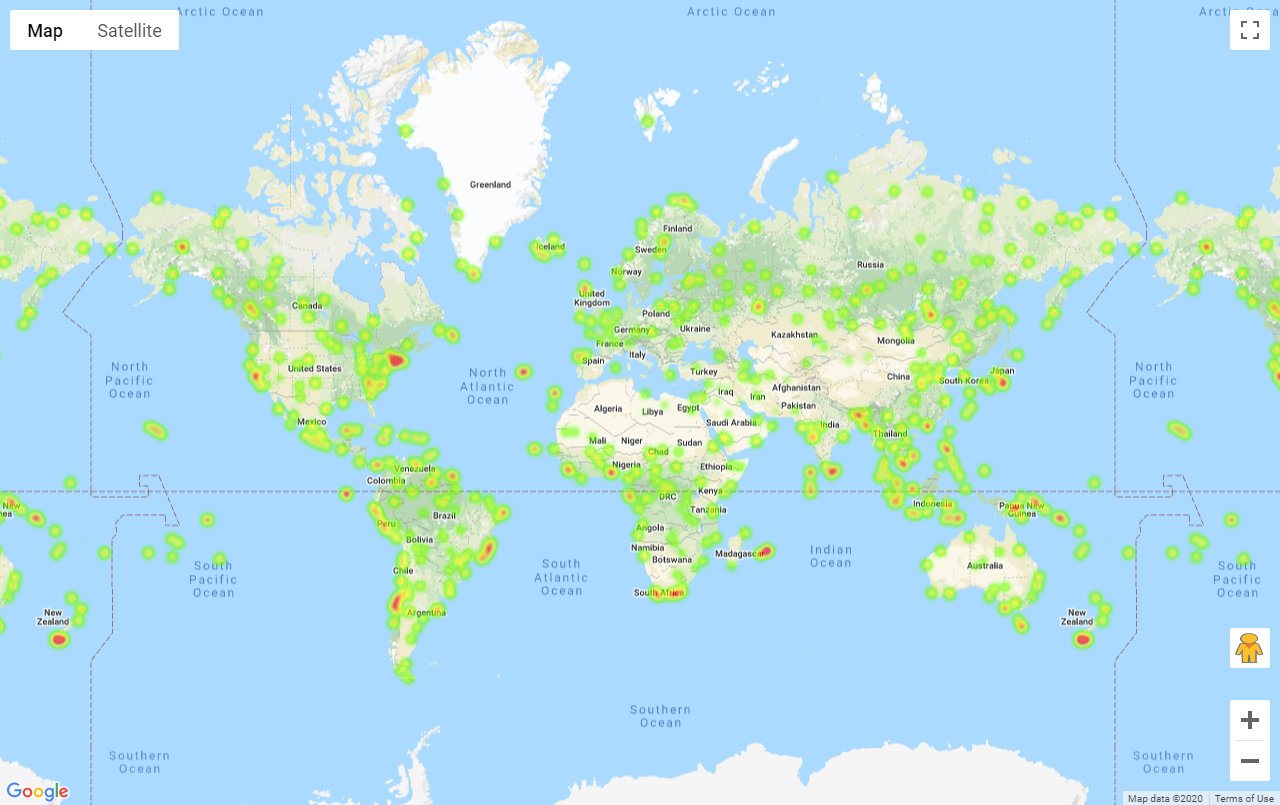 Arctic Ocean
Arctic Ocean
Map
Satellite
Greenland
Iceland
Finland
Sweden
Norway
Russia
United
Kingdom
Canada
Poland
Germany
Ukraine
France
Kazakhstan
Mongolia
Italy
Spain
North
Pacific
Ocean
United States
North
Atlantic
Ocean
Turkey
China
South Korea
Japan
North
Pacific
Ocean
Afghanistan
Iraq
Iran
Pakistan
Algeria
Libya
Egypt
Saudi Arabia
India
Mexico
Thailand
Mali
Niger
Sudan
Chad
Nigeria
Ethiopia
Venezuela
Colombia
DRC
Kenya
Indonesia
Papua New
Guinea
New
Tanzania
Peru
Brazil
Angola
Bolivia
Namibia
Botswana
Madagascar
Indian
Ocean
Australia
Chile
South
Pacific
Ocean
South
Atlantic
Ocean
South
Pacific
Ocean
South Africa
Argentina
New
Zealand
New
Zealand
Southern
Ocean
Southern
Ocean
Southern
Ocean
Google
Map data ©2020
Terms of Use